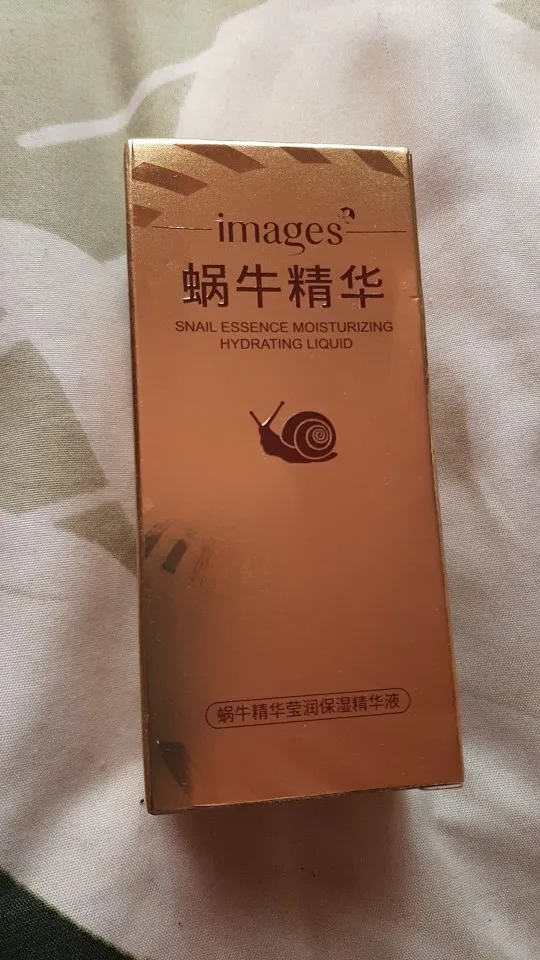 images
蜗牛精华
SNAIL ESSENCE MOISTURIZING
HYDRATING LIQUID
蜗牛精华莹润保湿精华液